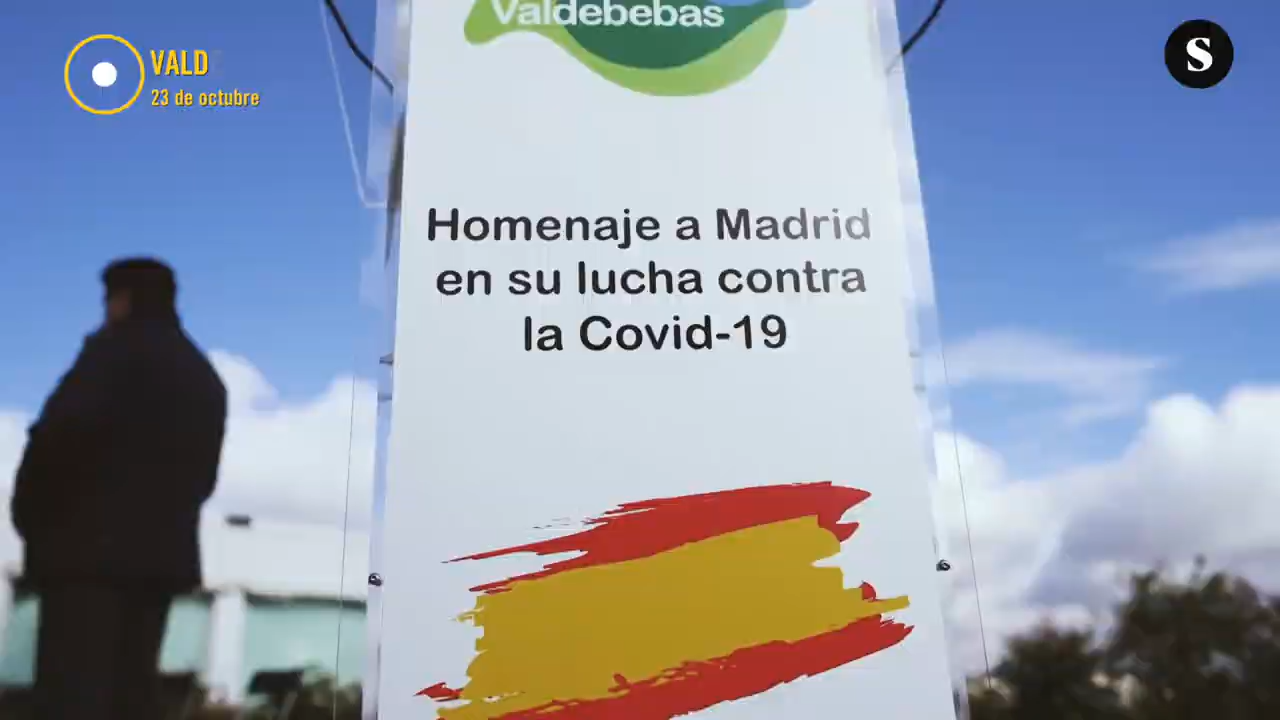 Valdebebas
VALD
23 de octubre
S
Homenaje a Madrid
en su lucha contra
la Covid-19